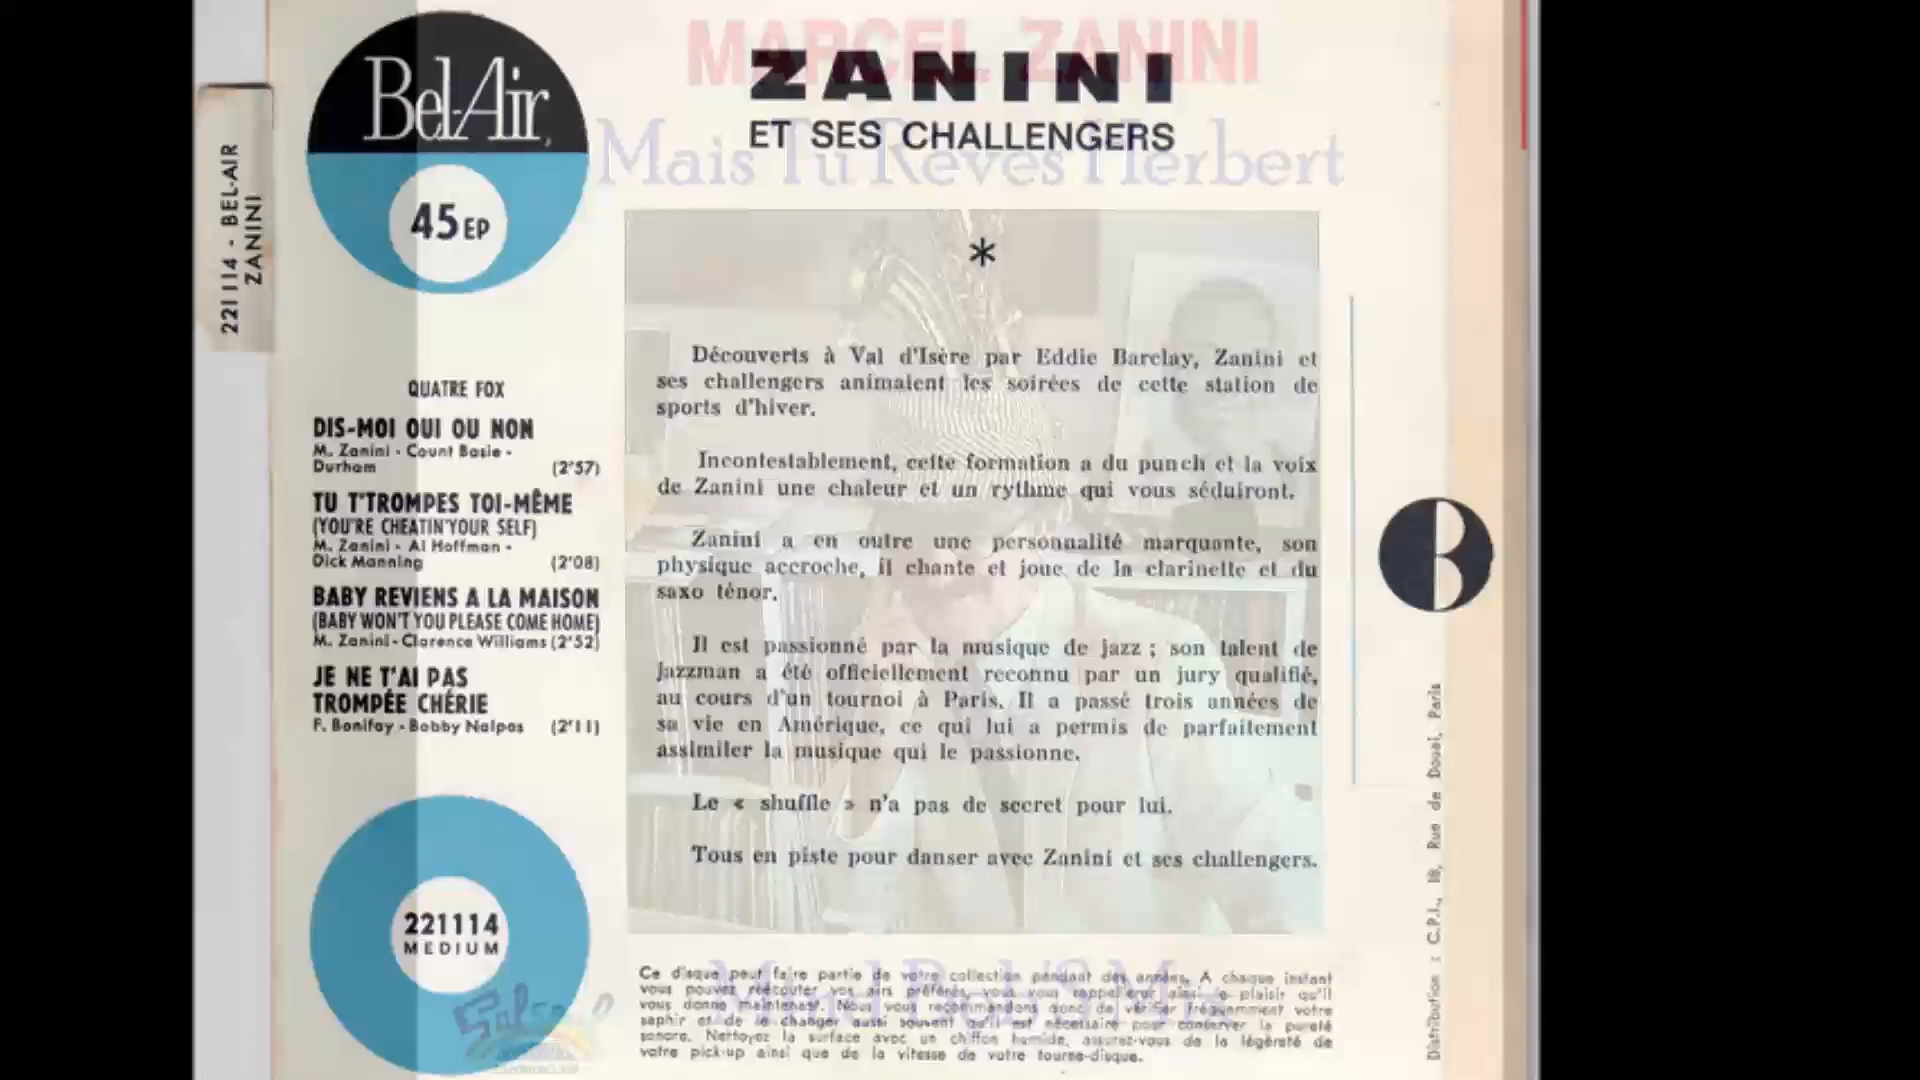 MARCEL ZANINI
Mais Tu Rêves Herbert
Bel-Air
45 EP
221114 - BEL-AIR
ZANINI
ZANINI
ET SES CHALLENGERS
*
QUATRE FOX
DIS-MOI OUI OU NON
M. Zanini - Count Basie -
Durham (2'57)
TU T'TROMPES TOI-MÊME
(YOU'RE CHEATIN'YOUR SELF)
M. Zanini - Al Hoffman -
Dick Manning (2'08)
BABY REVIENS A LA MAISON
(BABY WON'T YOU PLEASE COME HOME)
M. Zanini - Clarence Williams (2'52)
JE NE T'AI PAS
TROMPÉE CHÉRIE
F. Bonifay - Bobby Nalpas (2'11)
221114
MEDIUM
Découverts à Val d'Isère par Eddie Barclay, Zanini et
ses challengers animaient les soirées de cette station de
sports d'hiver.
Incontestablement, cette formation a du punch et la voix
de Zanini une chaleur et un rythme qui vous séduiront.
Zanini a en outre une personnalité marquante, son
physique accroche, il chante et joue de la clarinette et du
saxo ténor.
Il est passionné par la musique de jazz ; son talent de
Jazzman a été officiellement reconnu par un jury qualifié,
au cours d'un tournoi à Paris. Il a passé trois années de
sa vie en Amérique, ce qui lui a permis de parfaitement
assimiler la musique qui le passionne.
Le « shuffle » n'a pas de secret pour lui.
Tous en piste pour danser avec Zanini et ses challengers.
Ce disque peut faire partie de votre collection pendant des années. A chaque instant
vous pouvez réécouter vos airs préférés, vous vous rappellerez ainsi le plaisir qu'il
vous donne maintenant. Nous vous recommandons donc de vérifier fréquemment votre
saphir et de le changer aussi souvent qu'il est nécessaire pour conserver la pureté
sonore. Nettoyez la surface avec un chiffon humide, assurez-vous de la légèreté de
votre pick-up ainsi que de la vitesse de votre tourne-disque.
B
Distribution : C.P.I., 18, Rue de Douai, Paris